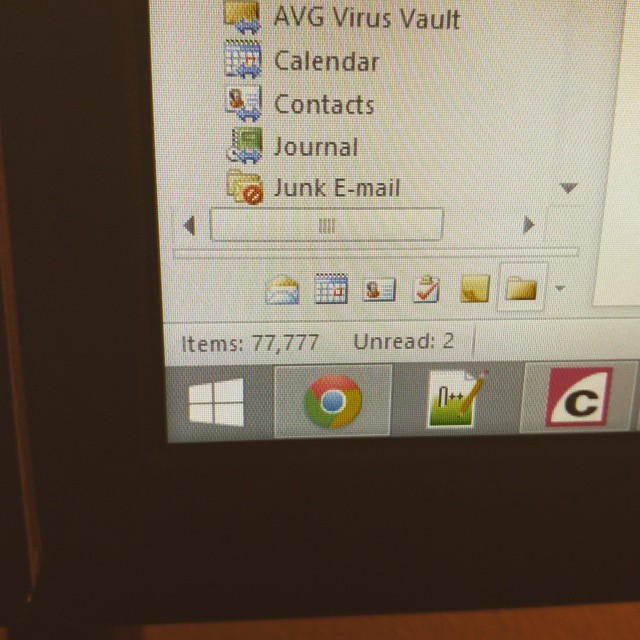 AVG Virus Vault
Calendar
Contacts
Journal
Junk E-mail
Items: 77,777 Unread: 2
n++
C